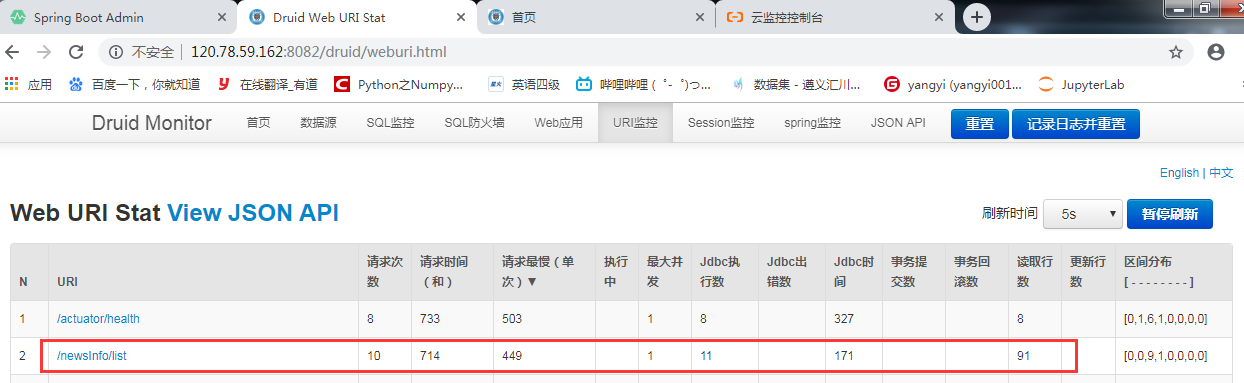 Spring Boot Admin
Druid Web URI Stat
首页
云监控控制台
不安全 | 120.78.59.162:8082/druid/weburi.html
应用 百度一下，你就知道 在线翻译_有道 Python之Numpy... 英语四级 哔哩哔哩 ( ゜- ゜)つ... 数据集 - 遵义汇川... yangyi (yangyi001... JupyterLab
Druid Monitor 首页 数据源 SQL监控 SQL防火墙 Web应用 URI监控 Session监控 spring监控 JSON API 重置 记录日志并重置
English | 中文
Web URI Stat View JSON API 刷新时间 5s 暂停刷新
N URI 请求次数 请求时间（和） 请求最慢（单次）▼ 执行中 最大并发 Jdbc执行数 Jdbc出错数 Jdbc时间 事务提交数 事务回滚数 读取行数 更新行数 区间分布 [ - - - - - - - - ]
1 /actuator/health 8 733 503 1 8 327 8 [0,1,6,1,0,0,0,0]
2 /newsInfo/list 10 714 449 1 11 171 91 [0,0,9,1,0,0,0,0]